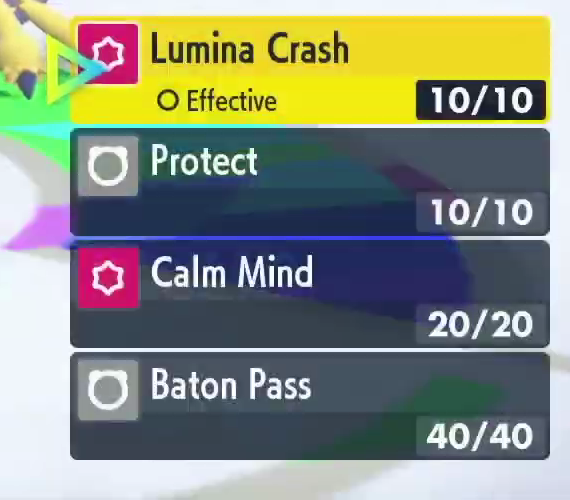 Lumina Crash
Effective
10/10
Protect
10/10
Calm Mind
20/20
Baton Pass
40/40